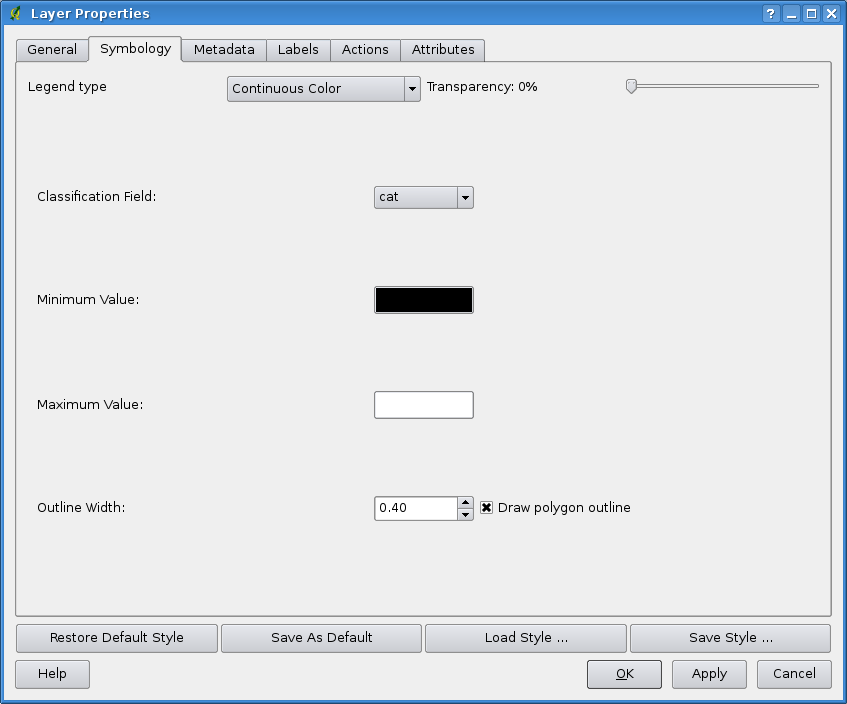 Layer Properties
General Symbology Metadata Labels Actions Attributes
Legend type Continuous Color Transparency: 0%
Classification Field: cat
Minimum Value:
Maximum Value:
Outline Width: 0.40 Draw polygon outline
Restore Default Style Save As Default Load Style ... Save Style ...
Help OK Apply Cancel